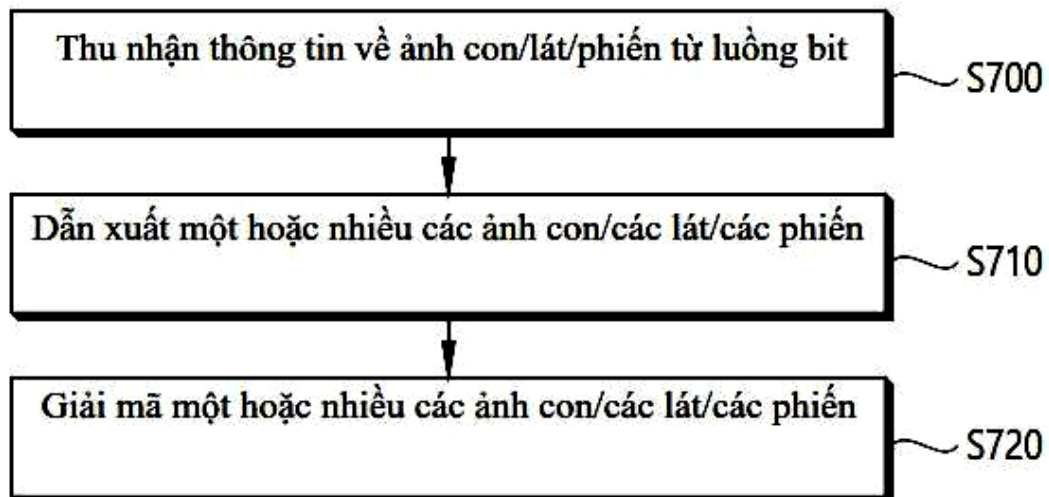 Thu nhận thông tin về ảnh con/lát/phiến từ luồng bit
S700
Dẫn xuất một hoặc nhiều các ảnh con/các lát/các phiến
S710
Giải mã một hoặc nhiều các ảnh con/các lát/các phiến
S720